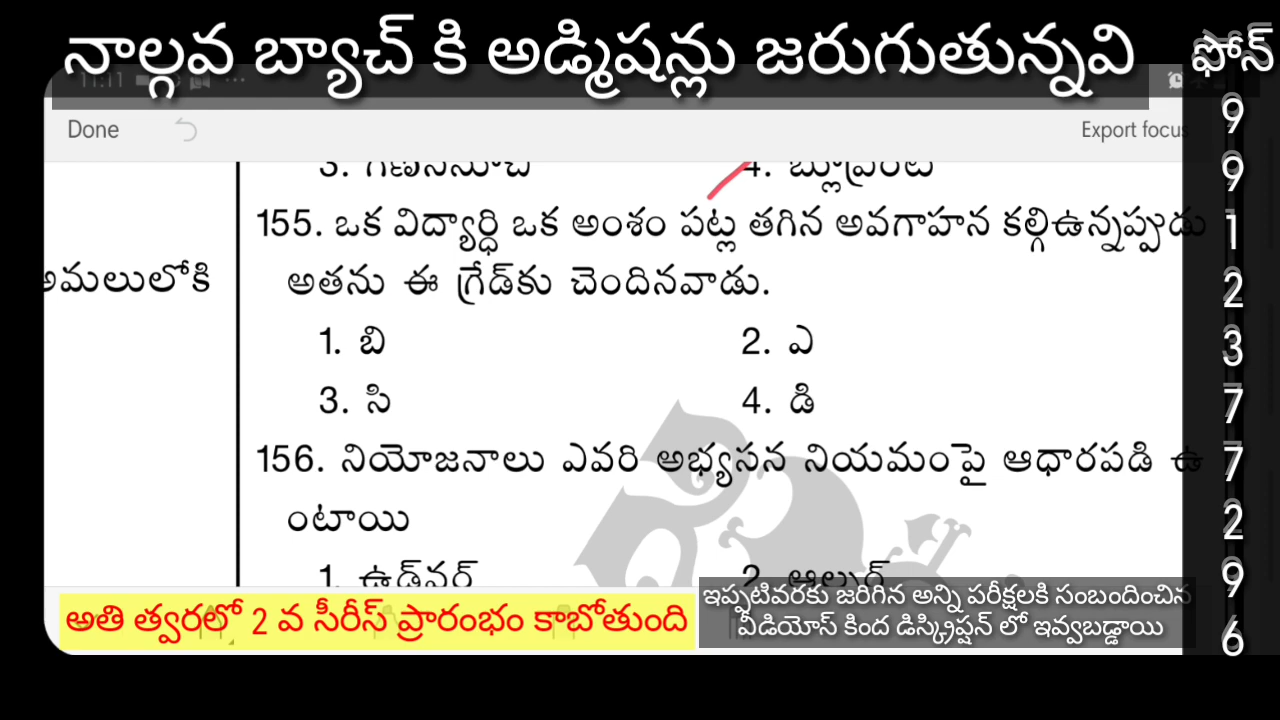 నాల్గవ బ్యాచ్ కి అడ్మిషన్లు జరుగుతున్నవి
ఫోన్
9
9
1
2
3
7
7
2
9
6
11:11
Done
Export focus
155. ఒక విద్యార్థి ఒక అంశం పట్ల తగిన అవగాహన కల్గిఉన్నప్పుడు
అతను ఈ గ్రేడ్‌కు చెందినవాడు.
1. బి 2. ఎ
3. సి 4. డి
156. నియోజనాలు ఎవరి అభ్యసన నియమంపై ఆధారపడి ఉ
ంటాయి
1. ఉడ్‌వర్త్
అతి త్వరలో 2 వ సీరీస్ ప్రారంభం కాబోతుంది
ఇప్పటివరకు జరిగిన అన్ని పరీక్షలకి సంబందించిన
వీడియోస్ కింద డిస్క్రిప్షన్ లో ఇవ్వబడ్డాయి